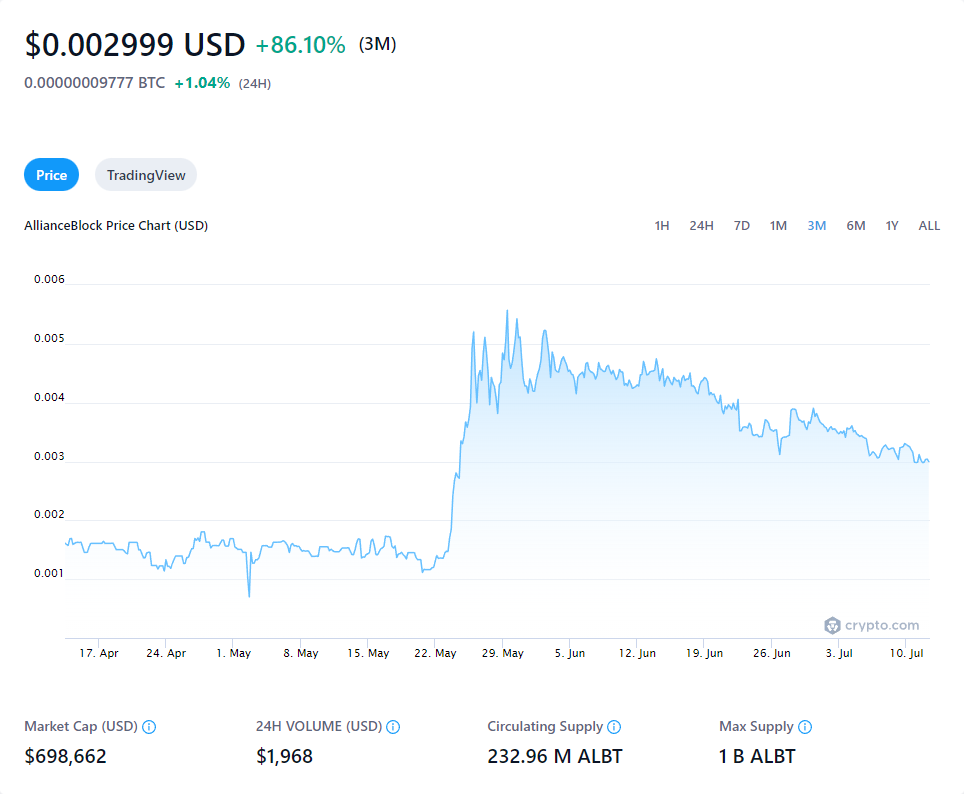 $0.002999 USD +86.10% (3M)
0.00000009777 BTC +1.04% (24H)
Price TradingView
AllianceBlock Price Chart (USD) 1H 24H 7D 1M 3M 6M 1Y ALL
0.006
0.005
0.004
0.003
0.002
0.001
crypto.com
17. Apr 24. Apr 1. May 8. May 15. May 22. May 29. May 5. Jun 12. Jun 19. Jun 26. Jun 3. Jul 10. Jul
Market Cap (USD) 24H VOLUME (USD) Circulating Supply Max Supply
$698,662 $1,968 232.96 M ALBT 1 B ALBT